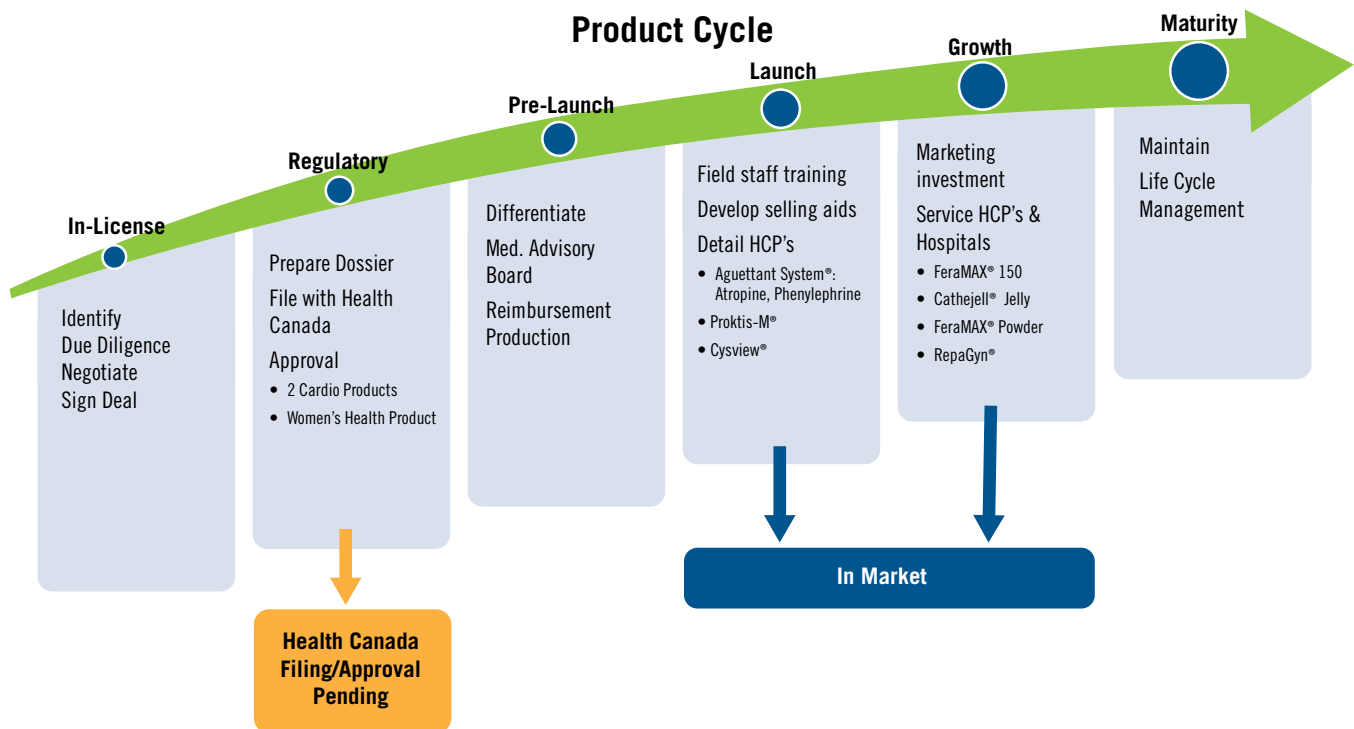 Product Cycle
In-License
Identify
Due Diligence
Negotiate
Sign Deal
Regulatory
Prepare Dossier
File with Health
Canada
Approval
• 2 Cardio Products
• Women's Health Product
Health Canada
Filing/Approval
Pending
Pre-Launch
Differentiate
Med. Advisory
Board
Reimbursement
Production
Launch
Field staff training
Develop selling aids
Detail HCP's
• Aguettant System®:
Atropine, Phenylephrine
• Proktis-M®
• Cysview®
Growth
Marketing
investment
Service HCP's &
Hospitals
• FeraMAX® 150
• Cathejell® Jelly
• FeraMAX® Powder
• RepaGyn®
In Market
Maturity
Maintain
Life Cycle
Management